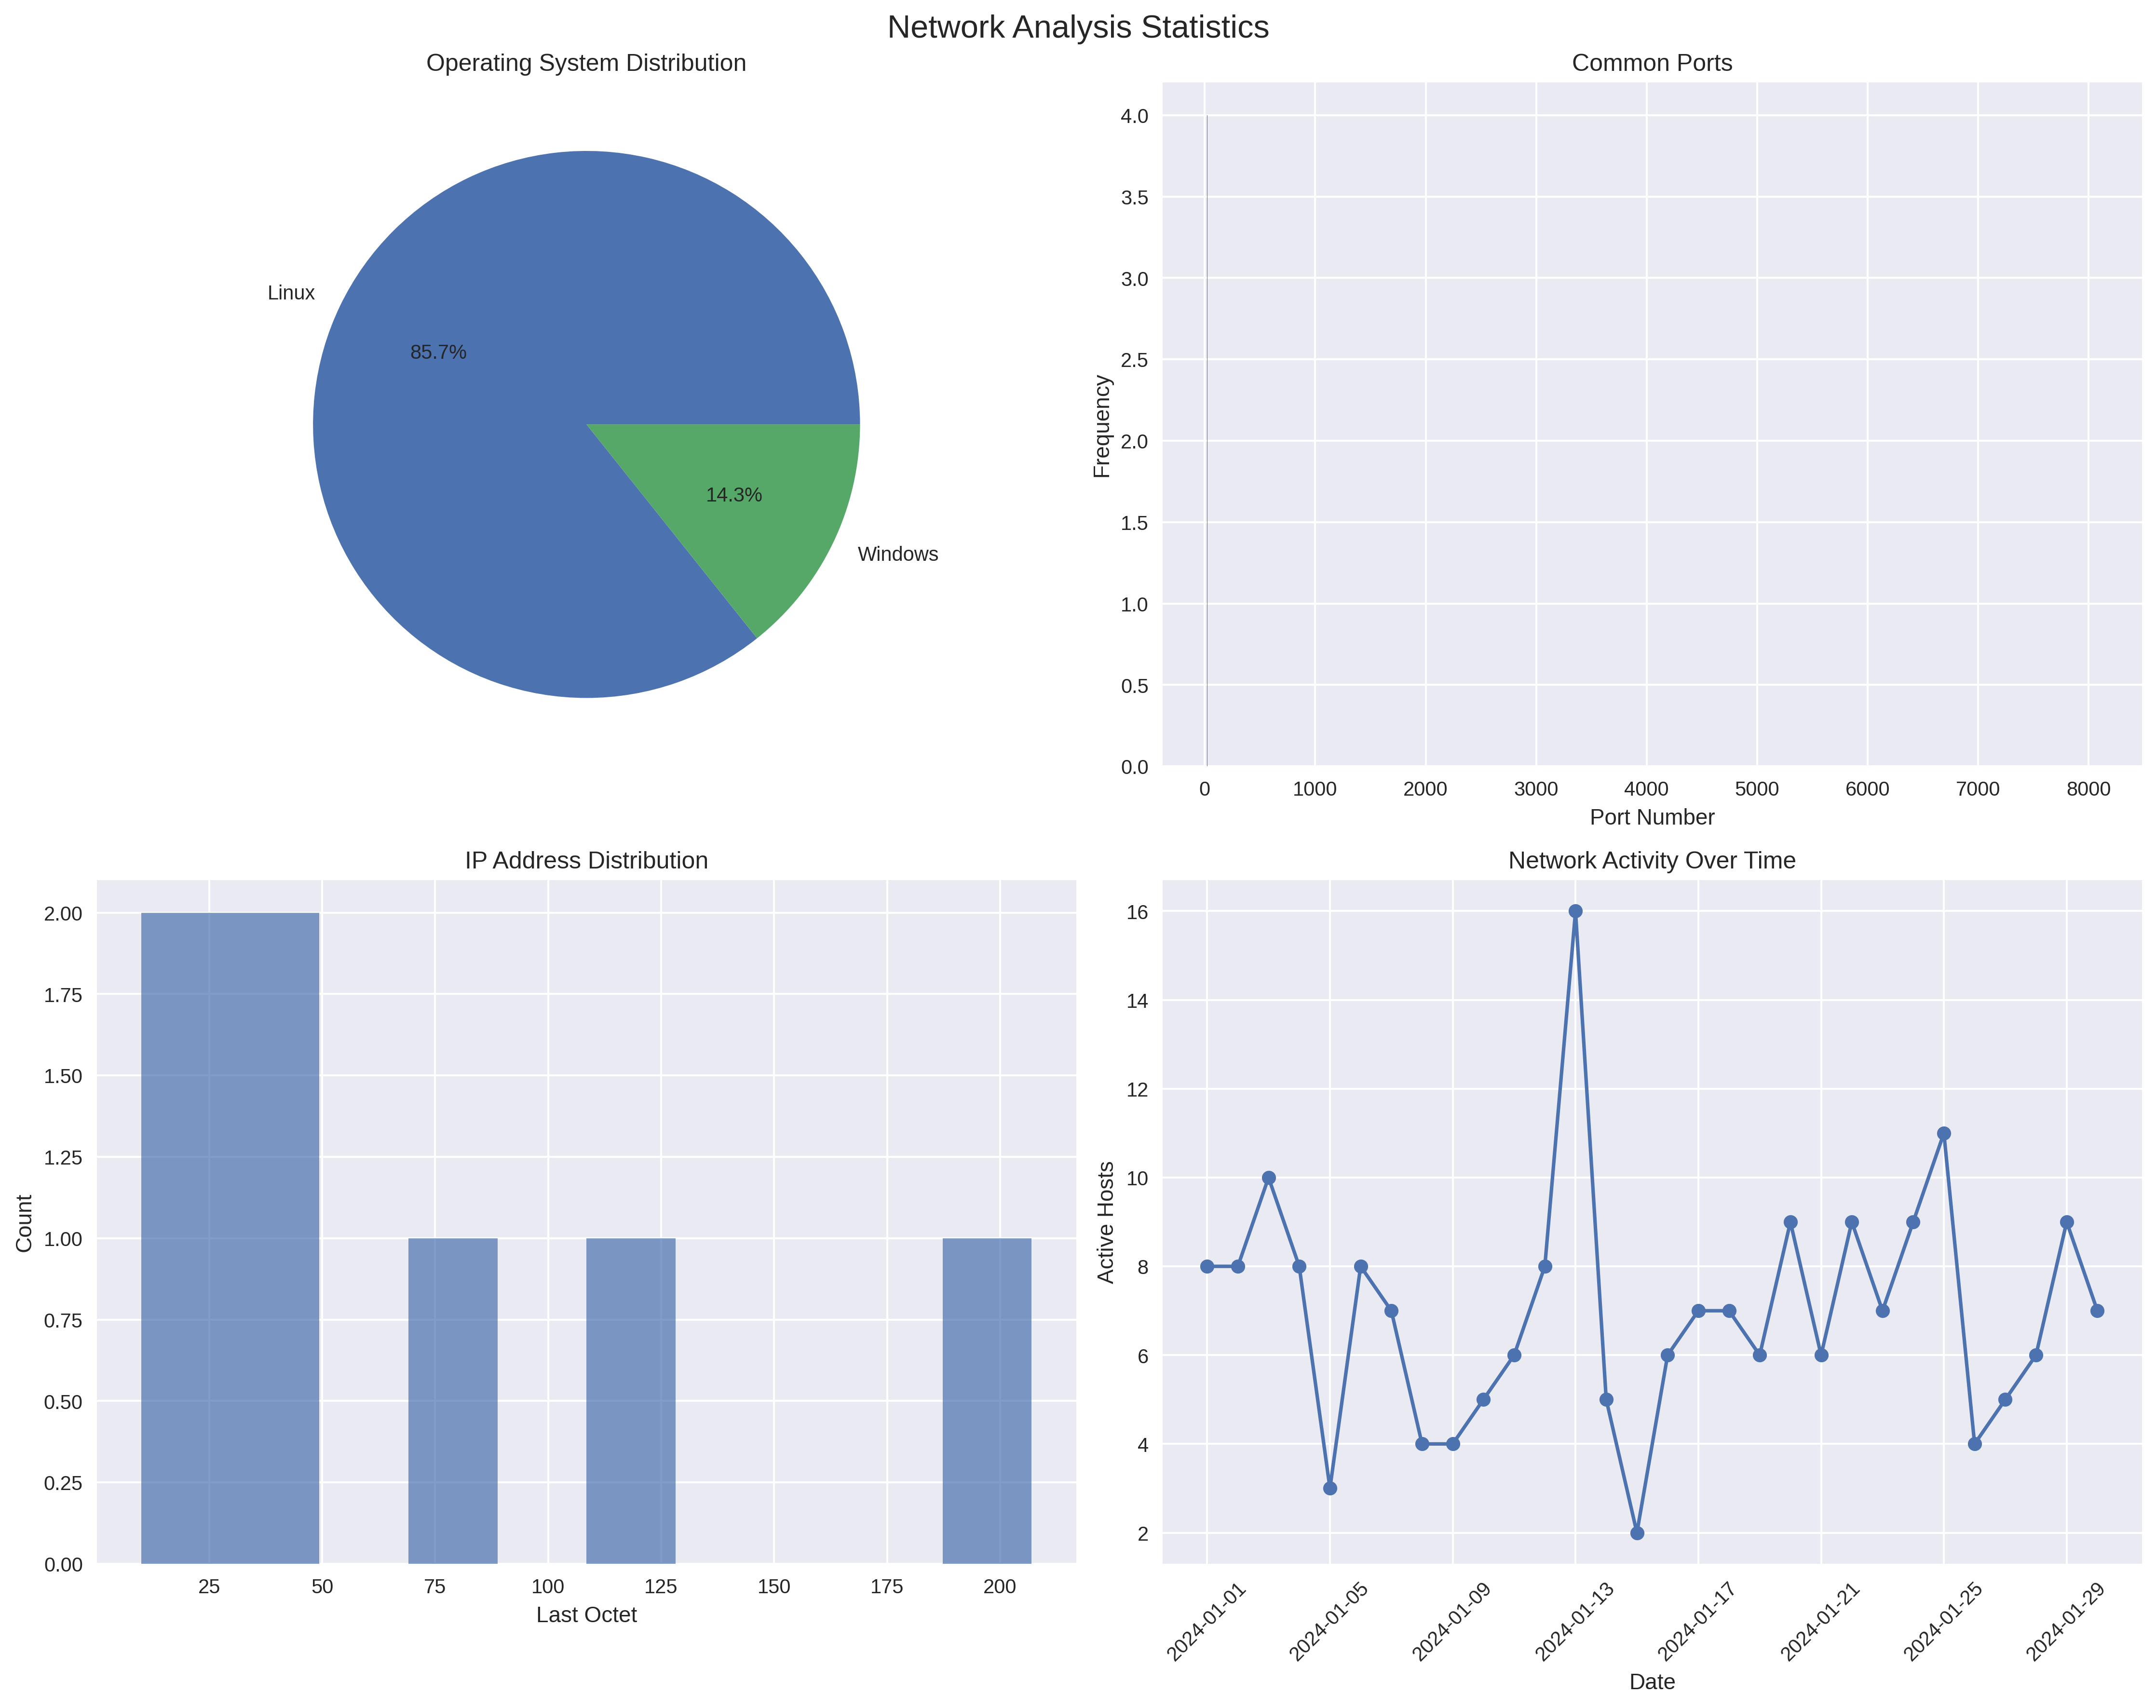 Network Analysis Statistics
Operating System Distribution
Linux
85.7%
14.3%
Windows
Common Ports
4.0
3.5
3.0
2.5
2.0
1.5
1.0
0.5
0.0
Frequency
0 1000 2000 3000 4000 5000 6000 7000 8000
Port Number
IP Address Distribution
2.00
1.75
1.50
1.25
1.00
0.75
0.50
0.25
0.00
Count
25 50 75 100 125 150 175 200
Last Octet
Network Activity Over Time
16
14
12
10
8
6
4
2
Active Hosts
2024-01-01 2024-01-05 2024-01-09 2024-01-13 2024-01-17 2024-01-21 2024-01-25 2024-01-29
Date